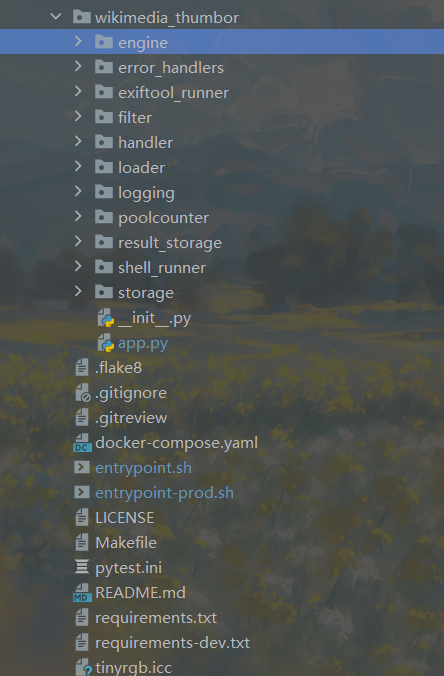 wikimedia_thumbor
engine
error_handlers
exiftool_runner
filter
handler
loader
logging
poolcounter
result_storage
shell_runner
storage
__init__.py
app.py
.flake8
.gitignore
.gitreview
DC docker-compose.yaml
entrypoint.sh
entrypoint-prod.sh
LICENSE
Makefile
pytest.ini
MD README.md
requirements.txt
requirements-dev.txt
tinyrgb.icc